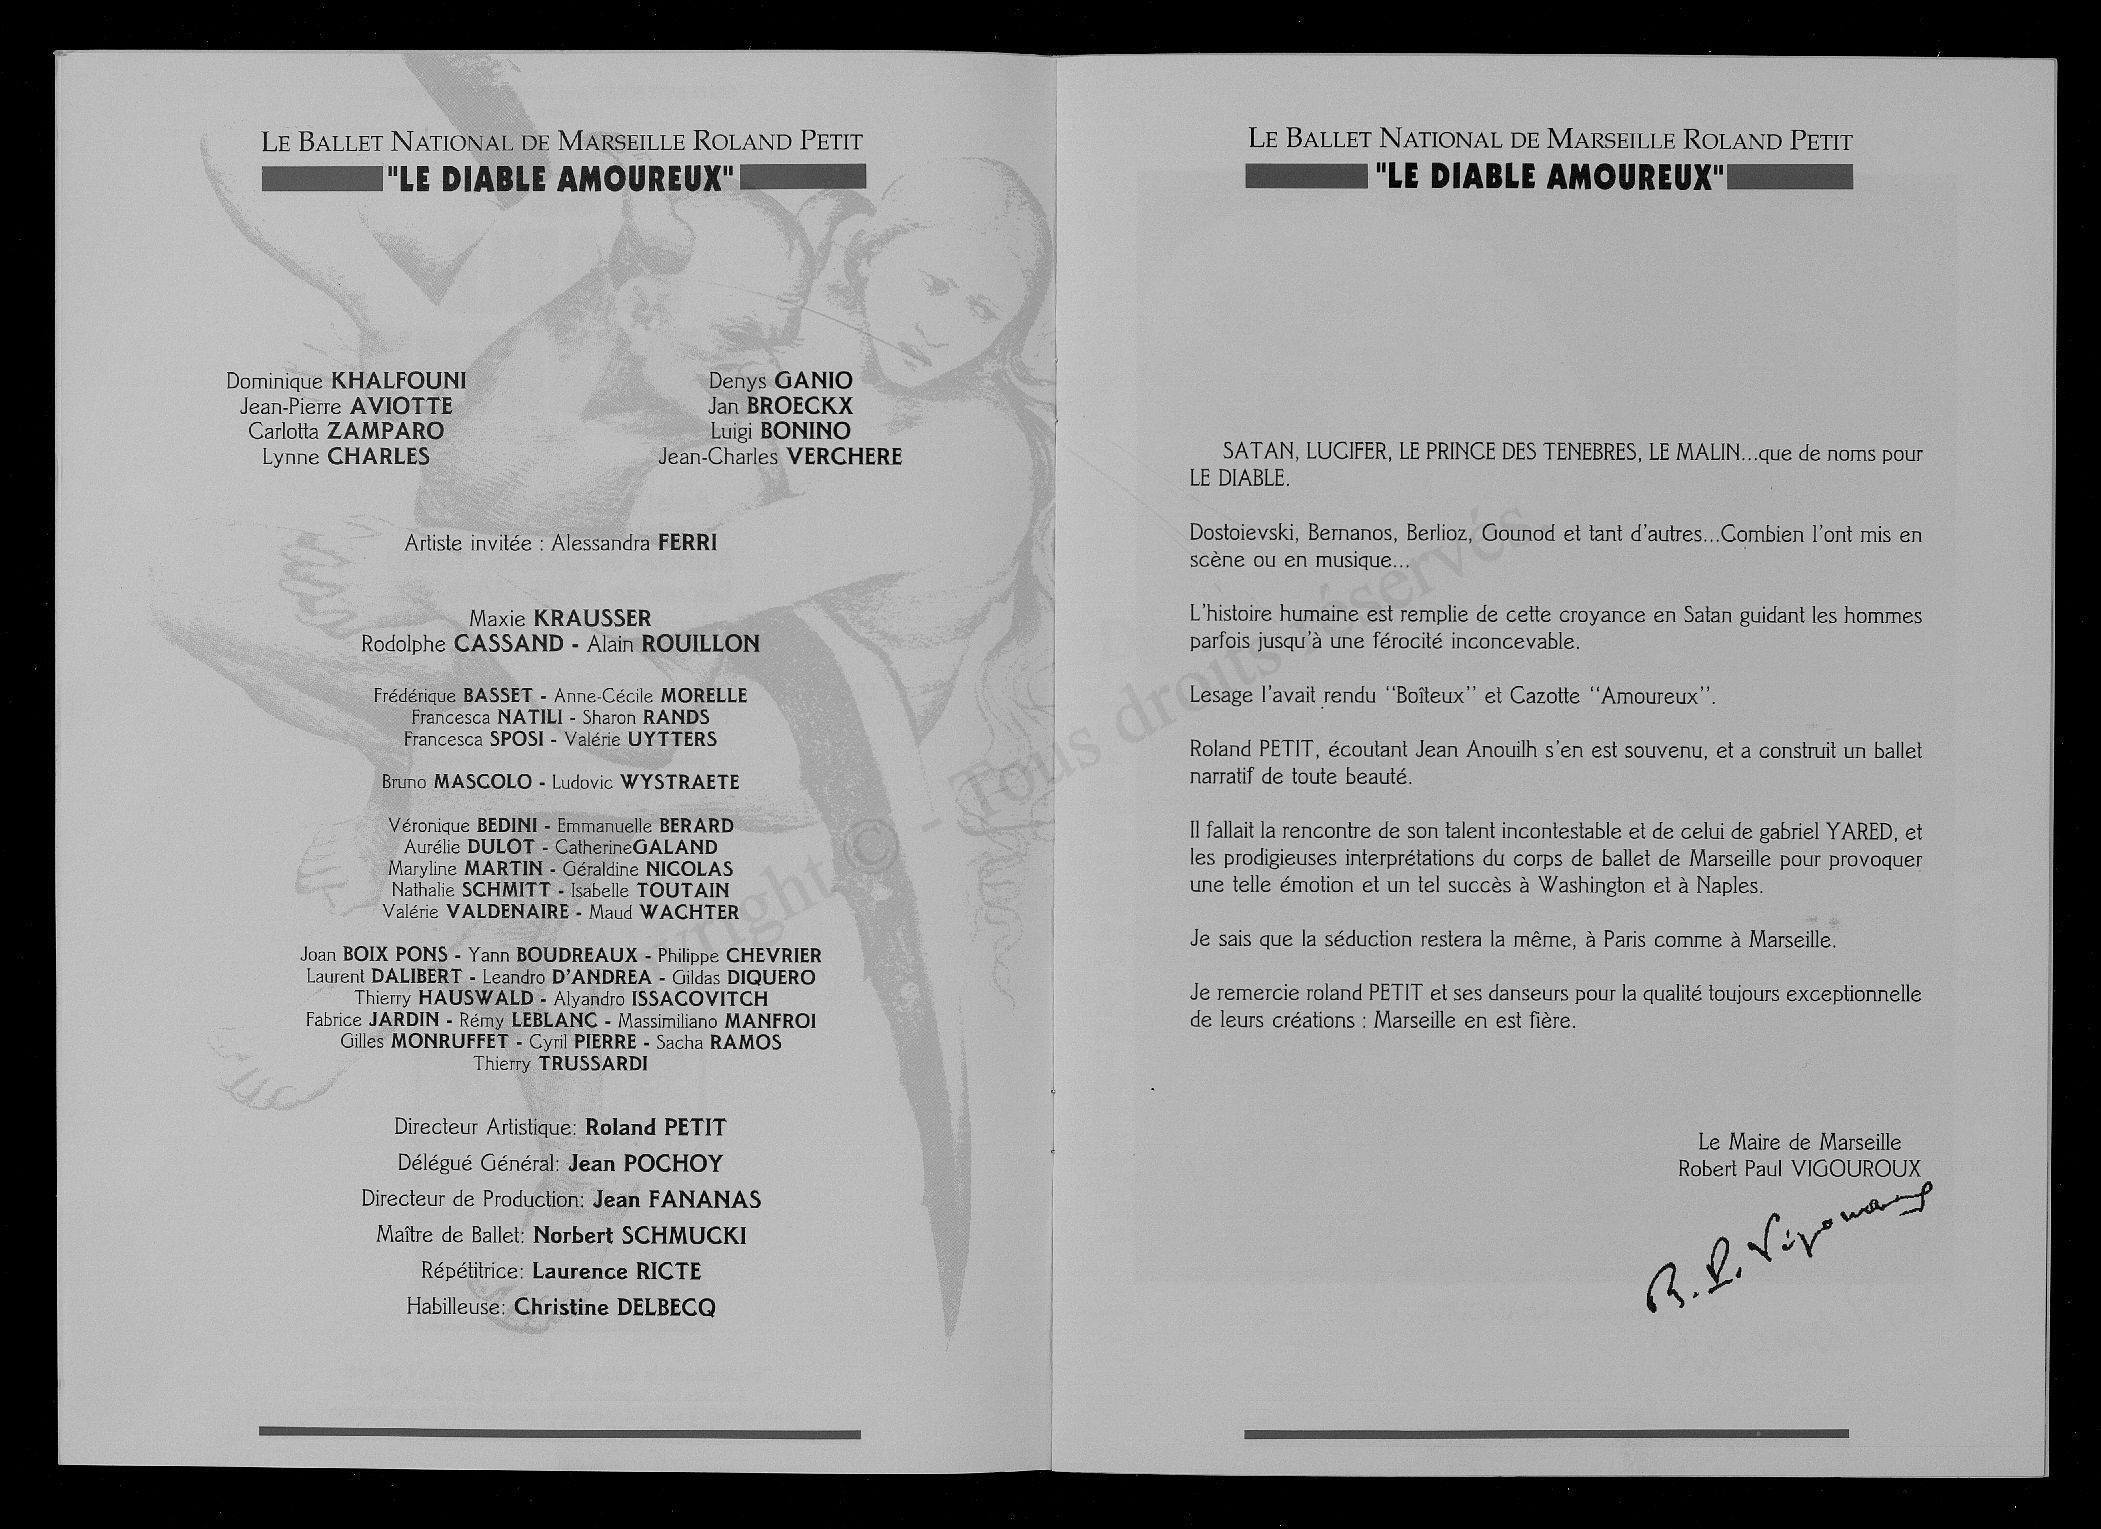 LE BALLET NATIONAL DE MARSEILLE ROLAND PETIT
"LE DIABLE AMOUREUX"
Dominique KHALFOUNI
Jean-Pierre AVIOTTE
Carlotta ZAMPARO
Lynne CHARLES
Denys GANIO
Jan BROECKX
Luigi BONINO
Jean-Charles VERCHERE
Artiste invitée : Alessandra FERRI
Maxie KRAUSSER
Rodolphe CASSAND - Alain ROUILLON
Frédérique BASSET - Anne-Cécile MORELLE
Francesca NATILI - Sharon RANDS
Francesca SPOSI - Valérie UYTTERS
Bruno MASCOLO - Ludovic WYSTRAETE
Véronique BEDINI - Emmanuelle BERARD
Aurélie DULOT - CatherineGALAND
Maryline MARTIN - Géraldine NICOLAS
Nathalie SCHMITT - Isabelle TOUTAIN
Valérie VALDENAIRE - Maud WACHTER
Joan BOIX PONS - Yann BOUDREAUX - Philippe CHEVRIER
Laurent DALIBERT - Leandro D'ANDREA - Gildas DIQUERO
Thierry HAUSWALD - Alyandro ISSACOVITCH
Fabrice JARDIN - Rémy LEBLANC - Massimiliano MANFROI
Gilles MONRUFFET - Cyril PIERRE - Sacha RAMOS
Thierry TRUSSARDI
Directeur Artistique: Roland PETIT
Délégué Général: Jean POCHOY
Directeur de Production: Jean FANANAS
Maître de Ballet: Norbert SCHMUCKI
Répétitrice: Laurence RICTE
Habilleuse: Christine DELBECQ
LE BALLET NATIONAL DE MARSEILLE ROLAND PETIT
"LE DIABLE AMOUREUX"
SATAN, LUCIFER, LE PRINCE DES TENEBRES, LE MALIN...que de noms pour
LE DIABLE.
Dostoievski, Bernanos, Berlioz, Gounod et tant d'autres...Combien l'ont mis en
scène ou en musique...
L'histoire humaine est remplie de cette croyance en Satan guidant les hommes
parfois jusqu'à une férocité inconcevable.
Lesage l'avait rendu "Boîteux" et Cazotte "Amoureux".
Roland PETIT, écoutant Jean Anouilh s'en est souvenu, et a construit un ballet
narratif de toute beauté.
Il fallait la rencontre de son talent incontestable et de celui de gabriel YARED, et
les prodigieuses interprétations du corps de ballet de Marseille pour provoquer
une telle émotion et un tel succès à Washington et à Naples.
Je sais que la séduction restera la même, à Paris comme à Marseille.
Je remercie roland PETIT et ses danseurs pour la qualité toujours exceptionnelle
de leurs créations : Marseille en est fière.
Le Maire de Marseille
Robert Paul VIGOUROUX
R. P. Vigouroux
© - Tous droits réservés.